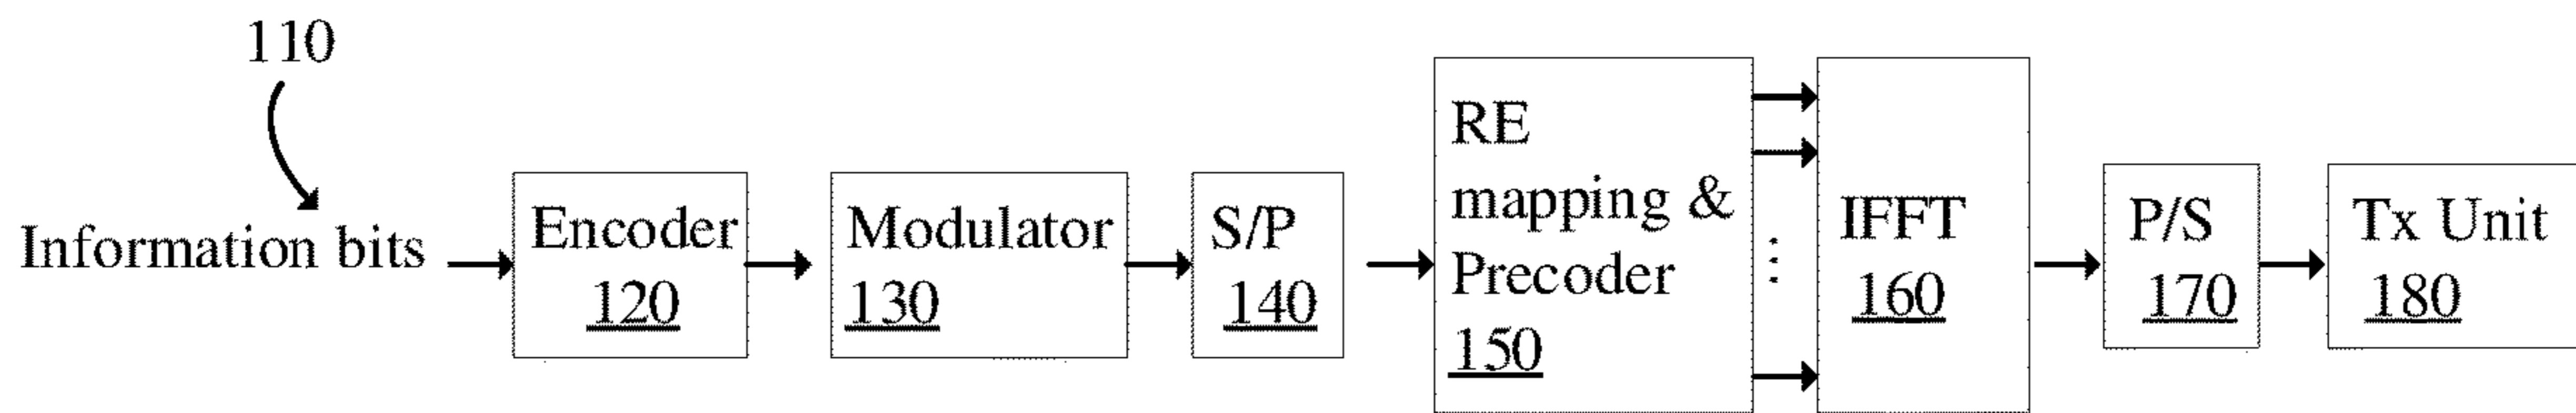 110
Information bits
Encoder
120
Modulator
130
S/P
140
RE
mapping &
Precoder
150
IFFT
160
P/S
170
Tx Unit
180